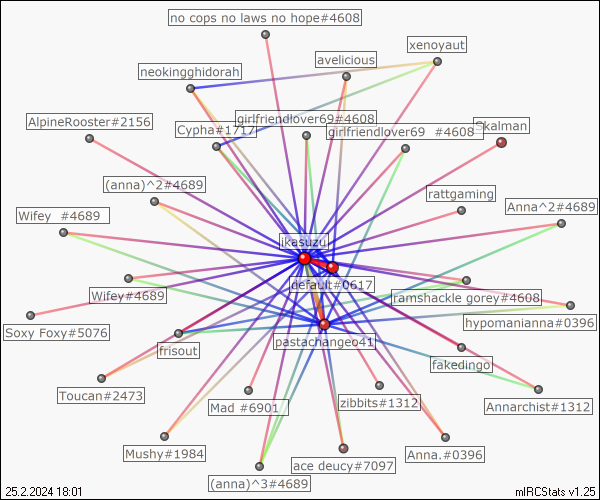 no cops no laws no hope#4608
xenoyaut
avelicious
neokingghidorah
AlpineRooster#2156
girlfriendlover69#4608
Cypha#1717
girlfriendlover69 #4608
Skalman
(anna)^2#4689
rattgaming
Wifey #4689
Anna^2#4689
ikasuzu
default#0617
Wifey#4689
ramshackle gorey#4608
Soxy Foxy#5076
hypomanianna#0396
pastachangeo41
frisout
fakedingo
Toucan#2473
Mad #6901
zibbits#1312
Annarchist#1312
Mushy#1984
Anna.#0396
ace deucy#7097
(anna)^3#4689
25.2.2024 18:01
mIRCStats v1.25